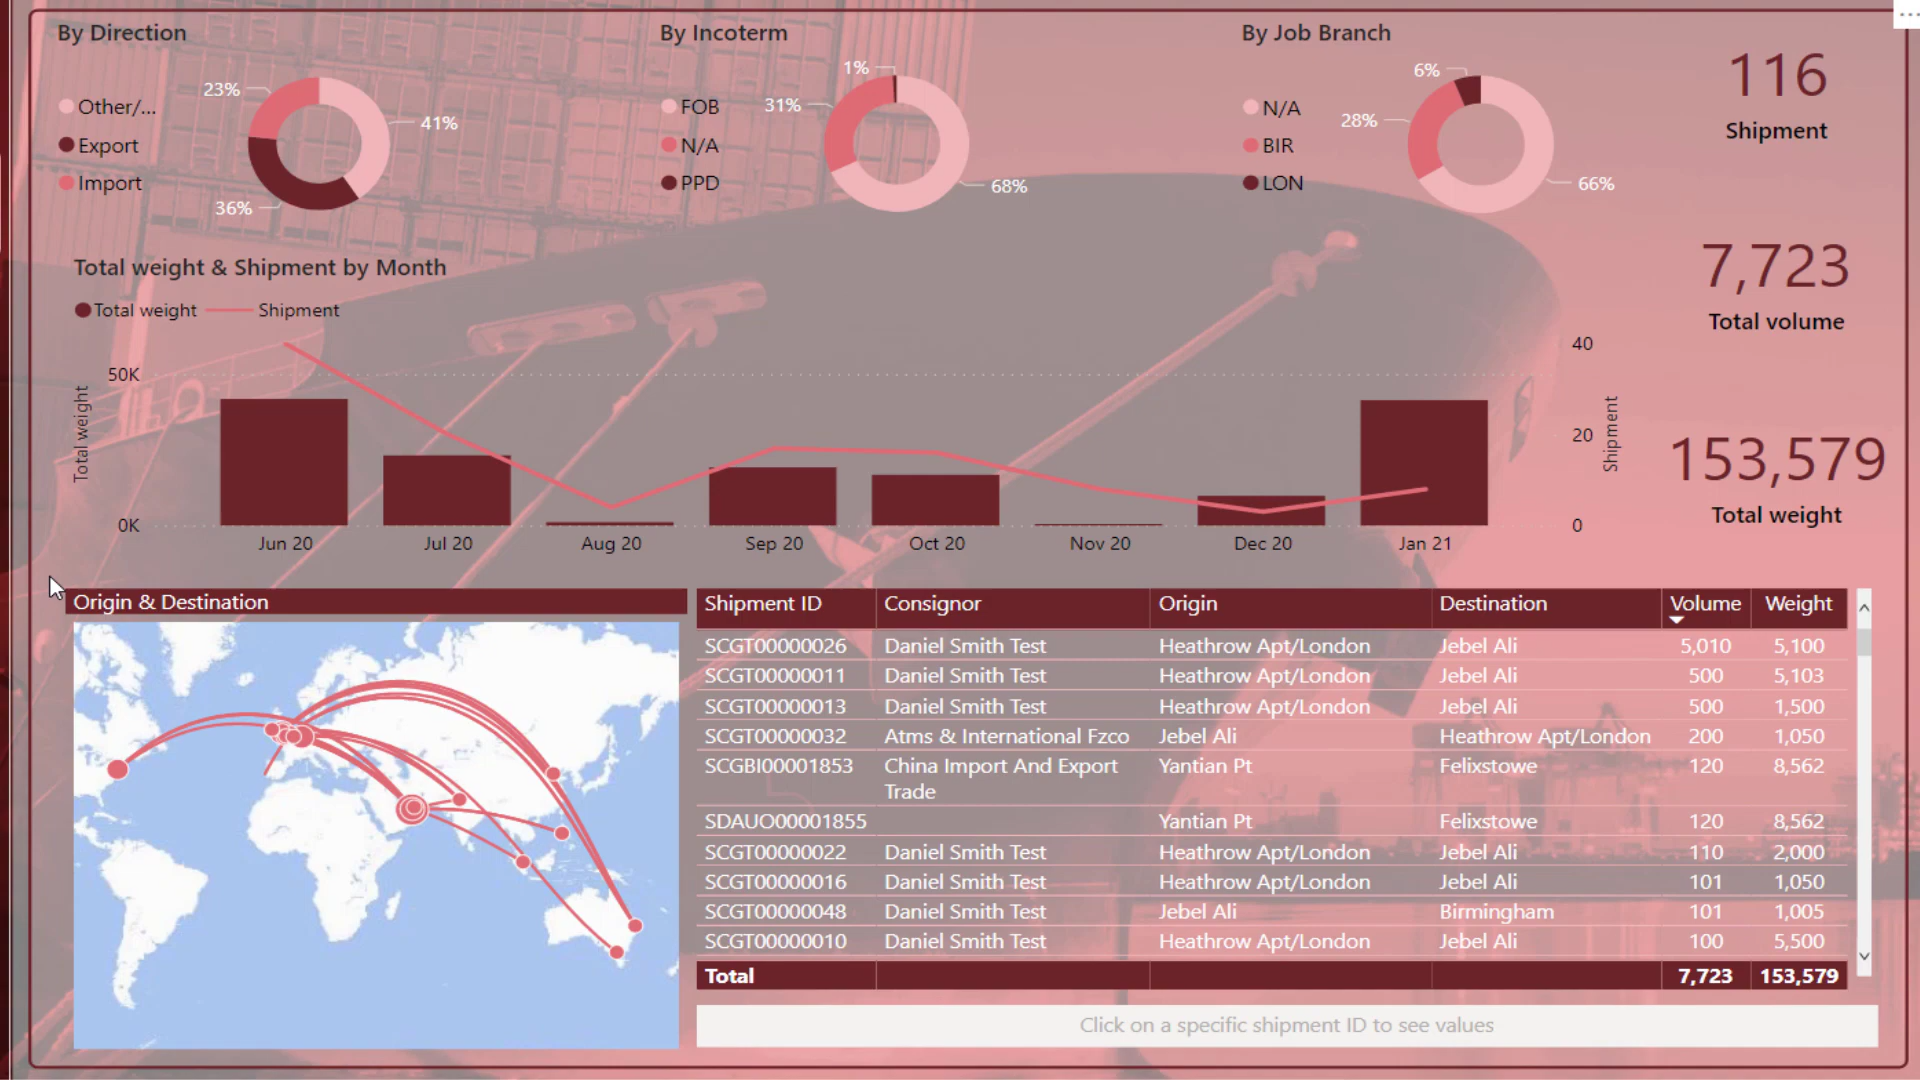 By Direction
Other/...
Export
Import
23%
41%
36%
By Incoterm
FOB
N/A
PPD
1%
31%
68%
By Job Branch
N/A
BIR
LON
6%
28%
66%
116
Shipment
7,723
Total volume
153,579
Total weight
Total weight & Shipment by Month
Total weight Shipment
Total weight
50K
0K
40
20
0
Shipment
Jun 20 Jul 20 Aug 20 Sep 20 Oct 20 Nov 20 Dec 20 Jan 21
Origin & Destination
Shipment ID Consignor Origin Destination Volume Weight
SCGT00000026 Daniel Smith Test Heathrow Apt/London Jebel Ali 5,010 5,100
SCGT00000011 Daniel Smith Test Heathrow Apt/London Jebel Ali 500 5,103
SCGT00000013 Daniel Smith Test Heathrow Apt/London Jebel Ali 500 1,500
SCGT00000032 Atms & International Fzco Jebel Ali Heathrow Apt/London 200 1,050
SCGBI00001853 China Import And Export Yantian Pt Felixstowe 120 8,562
Trade
SDAUO00001855 Yantian Pt Felixstowe 120 8,562
SCGT00000022 Daniel Smith Test Heathrow Apt/London Jebel Ali 110 2,000
SCGT00000016 Daniel Smith Test Heathrow Apt/London Jebel Ali 101 1,050
SCGT00000048 Daniel Smith Test Jebel Ali Birmingham 101 1,005
SCGT00000010 Daniel Smith Test Heathrow Apt/London Jebel Ali 100 5,500
Total 7,723 153,579
Click on a specific shipment ID to see values